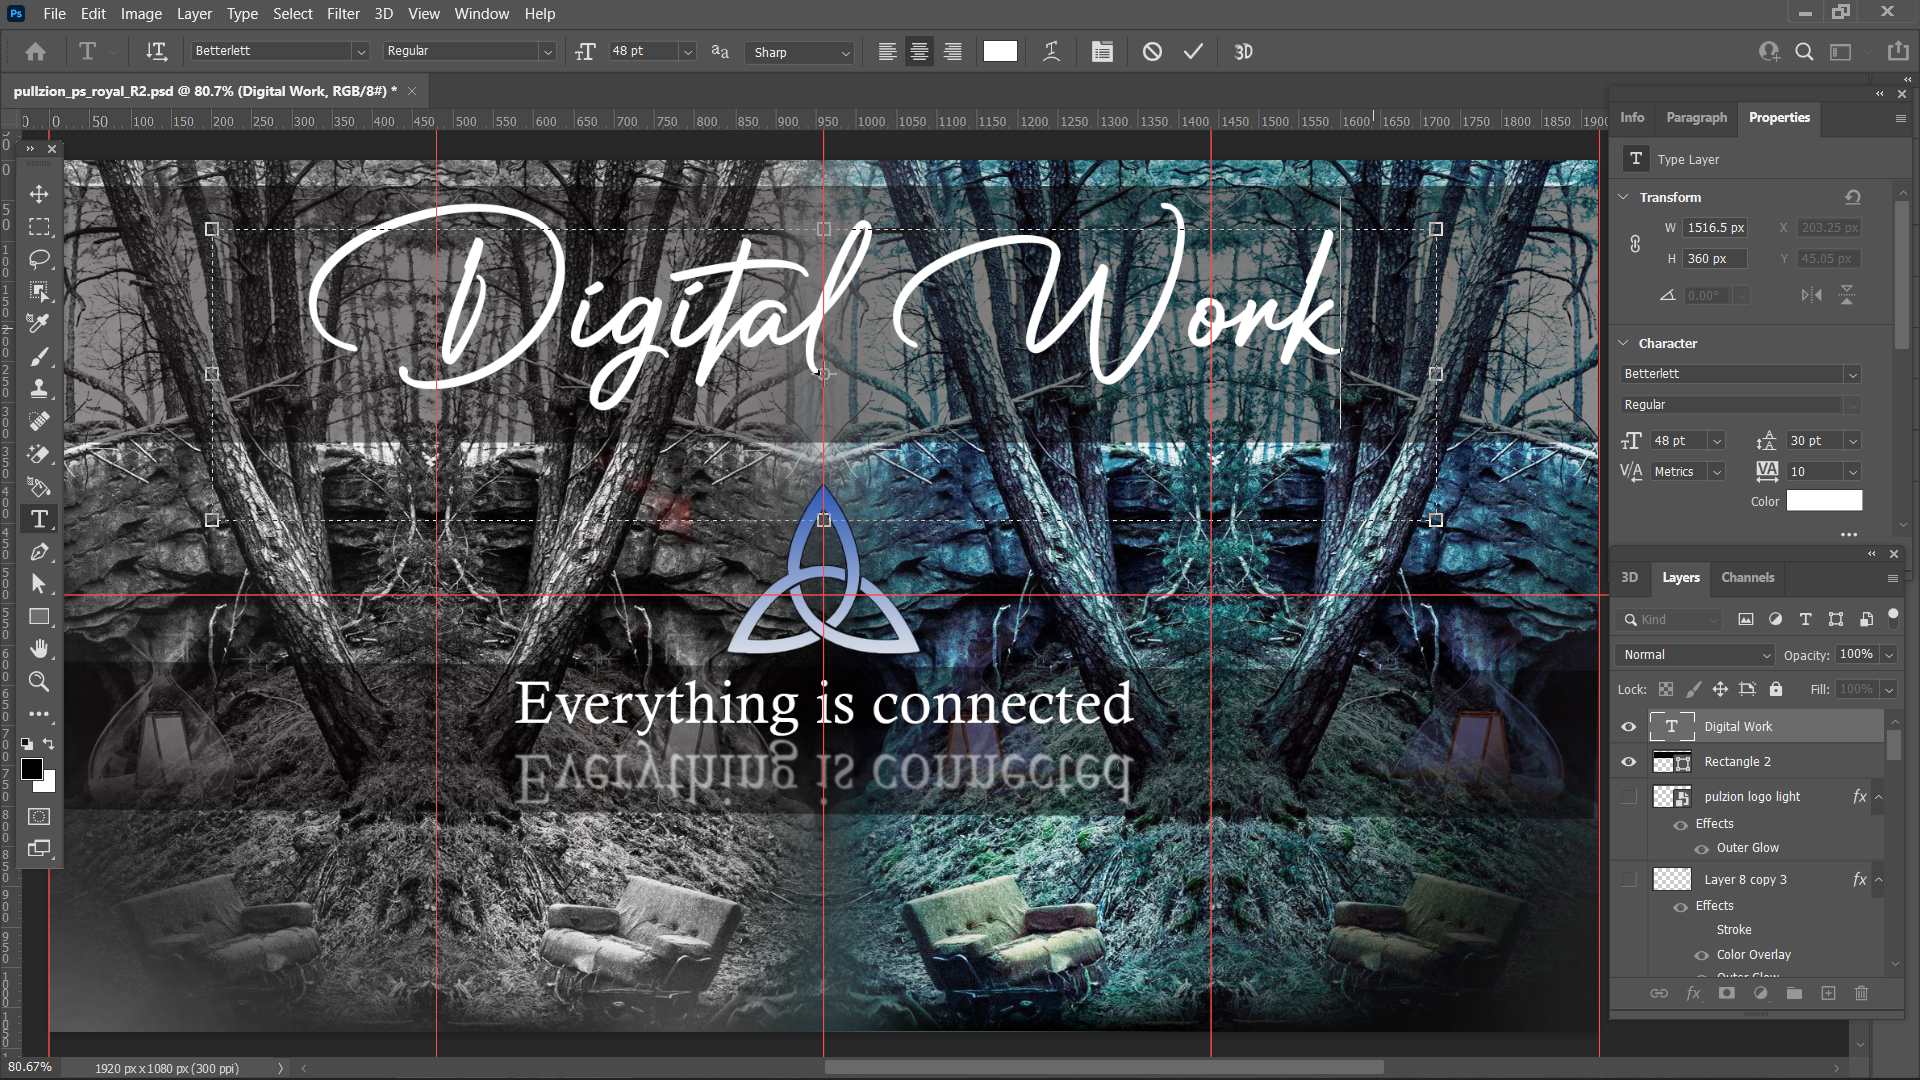 Ps File Edit Image Layer Type Select Filter 3D View Window Help
T Betterlett Regular 48 pt aa Sharp 3D
pullzion_ps_royal_R2.psd @ 80.7% (Digital Work, RGB/8#) *
0 50 100 150 200 250 300 350 400 450 500 550 600 650 700 750 800 850 900 950 1000 1050 1100 1150 1200 1250 1300 1350 1400 1450 1500 1550 1600 1650 1700 1750 1800 1850 1900
Digital Work
Everything is connected
Everything is connected
Info Paragraph Properties
T Type Layer
Transform
W 1516.5 px X 203.25 px
H 360 px Y 45.05 px
0.00°
Character
Betterlett
Regular
48 pt 30 pt
Metrics 10
Color
3D Layers Channels
Kind
Normal Opacity: 100%
Lock: Fill: 100%
T Digital Work
Rectangle 2
pulzion logo light fx
Effects
Outer Glow
Layer 8 copy 3 fx
Effects
Stroke
Color Overlay
Outer Glow
80.67% 1920 px x 1080 px (300 ppi)